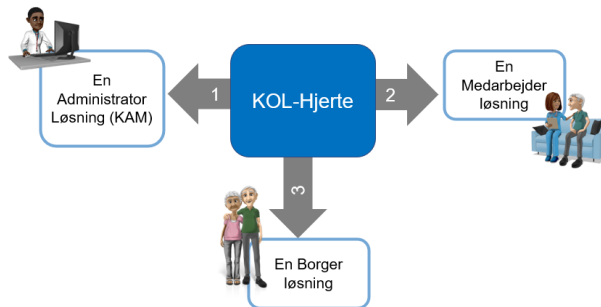 En
Administrator
Løsning (KAM)
1
KOL-Hjerte
2
En
Medarbejder
løsning
3
En Borger
løsning